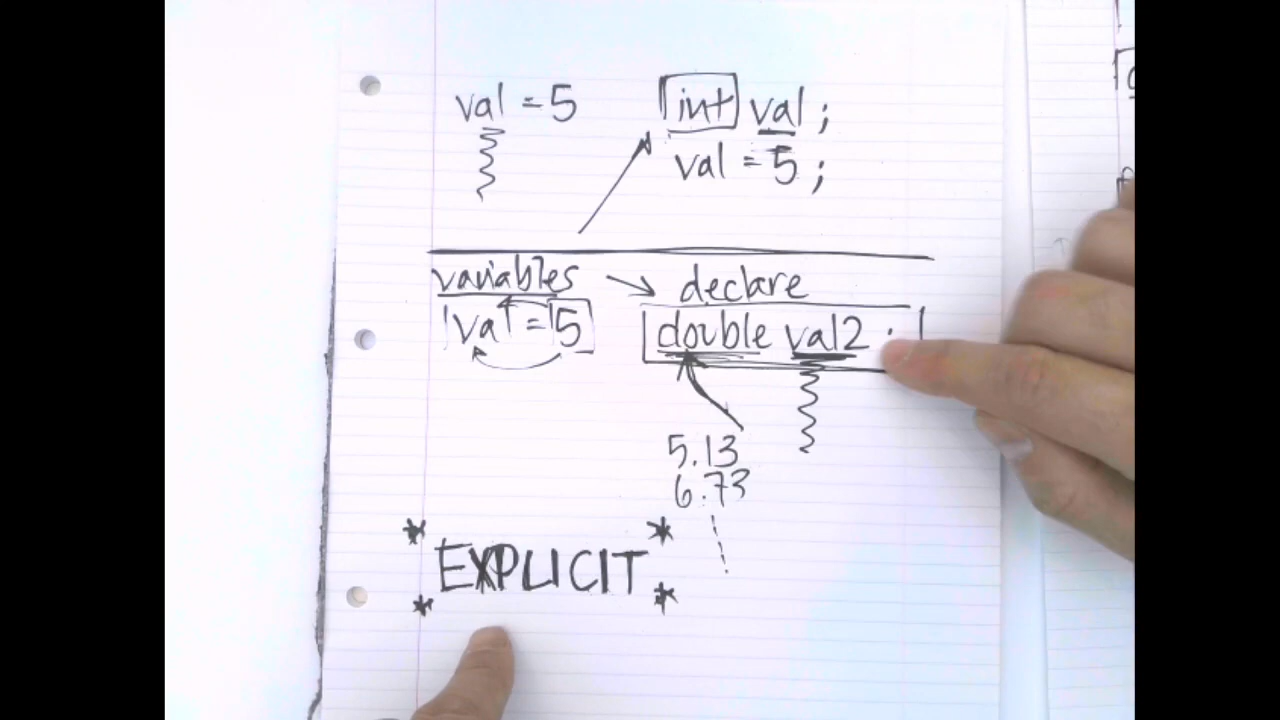 val = 5
int val ;
val = 5 ;
variables → declare
val = 5
double val2 ;
5.13
6.73
* EXPLICIT *
* *